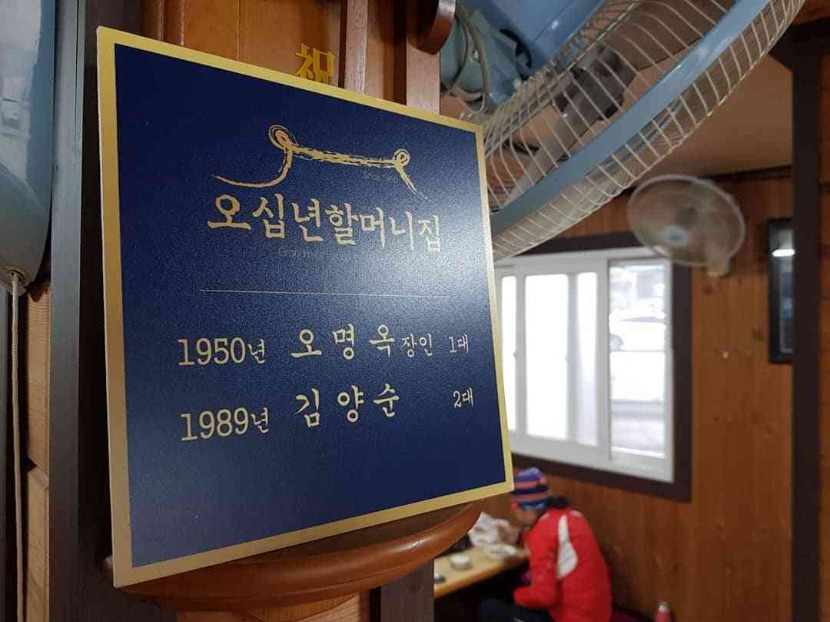 祝
오십년할머니집
1950년 오명옥 장인 1대
1989년 김양순 2대